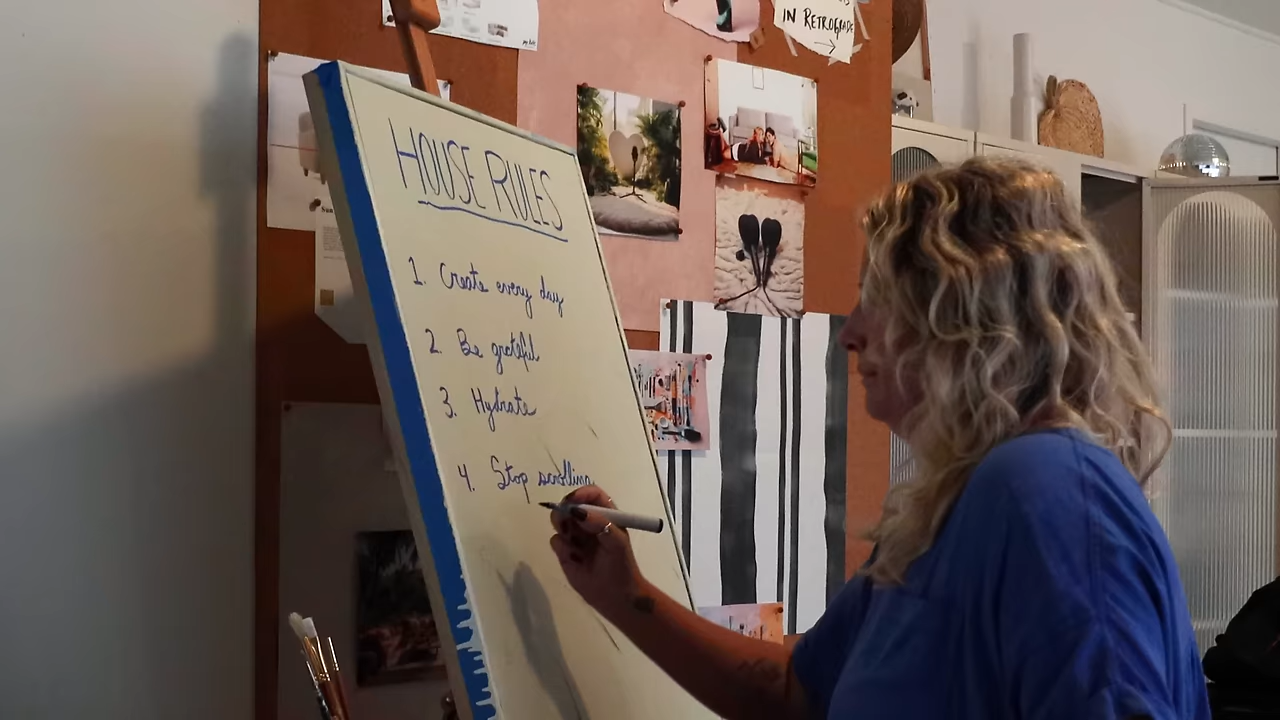 IN RETROGRADE
HOUSE RULES
1. Create every day
2. Be grateful
3. Hydrate
4. Stop scrolling